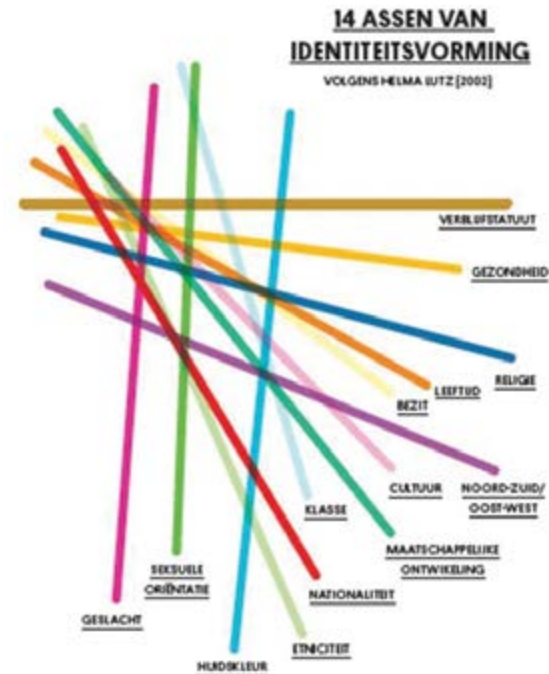 14 ASSEN VAN
IDENTITEITSVORMING
VOLGENS HELMA LUTZ [2002]
VERBLIJFSTATUUT
GEZONDHEID
RELIGIE
LEEFTIJD
BEZIT
NOORD-ZUID/
OOST-WEST
CULTUUR
KLASSE
MAATSCHAPPELIJKE
ONTWIKELING
SEKSUELE
ORIËNTATIE
NATIONALITEIT
GESLACHT
ETNICITEIT
HUIDSKLEUR